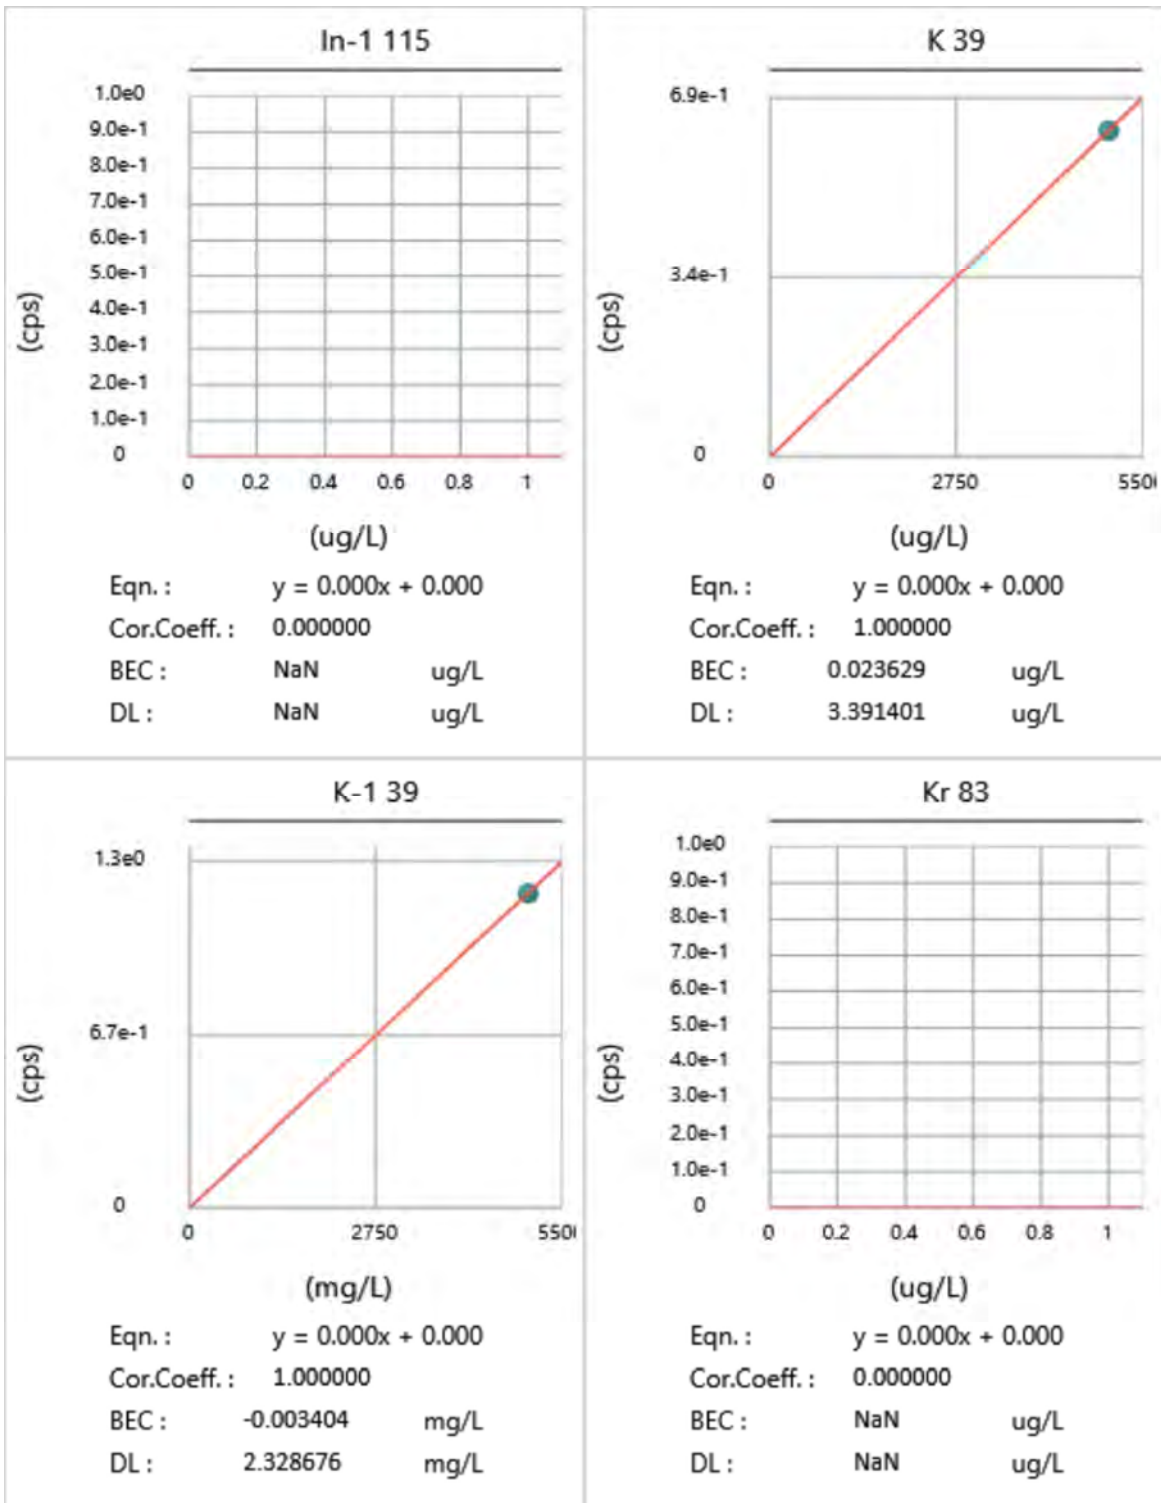 In-1 115
1.0e0
9.0e-1
8.0e-1
7.0e-1
6.0e-1
5.0e-1
4.0e-1
3.0e-1
2.0e-1
1.0e-1
0
(cps)
0 0.2 0.4 0.6 0.8 1
(ug/L)
Eqn. : y = 0.000x + 0.000
Cor.Coeff. : 0.000000
BEC : NaN ug/L
DL : NaN ug/L
K 39
6.9e-1
3.4e-1
0
(cps)
0 2750 550
(ug/L)
Eqn. : y = 0.000x + 0.000
Cor.Coeff. : 1.000000
BEC : 0.023629 ug/L
DL : 3.391401 ug/L
K-1 39
1.3e0
6.7e-1
0
(cps)
0 2750 550
(mg/L)
Eqn. : y = 0.000x + 0.000
Cor.Coeff. : 1.000000
BEC : -0.003404 mg/L
DL : 2.328676 mg/L
Kr 83
1.0e0
9.0e-1
8.0e-1
7.0e-1
6.0e-1
5.0e-1
4.0e-1
3.0e-1
2.0e-1
1.0e-1
0
(cps)
0 0.2 0.4 0.6 0.8 1
(ug/L)
Eqn. : y = 0.000x + 0.000
Cor.Coeff. : 0.000000
BEC : NaN ug/L
DL : NaN ug/L